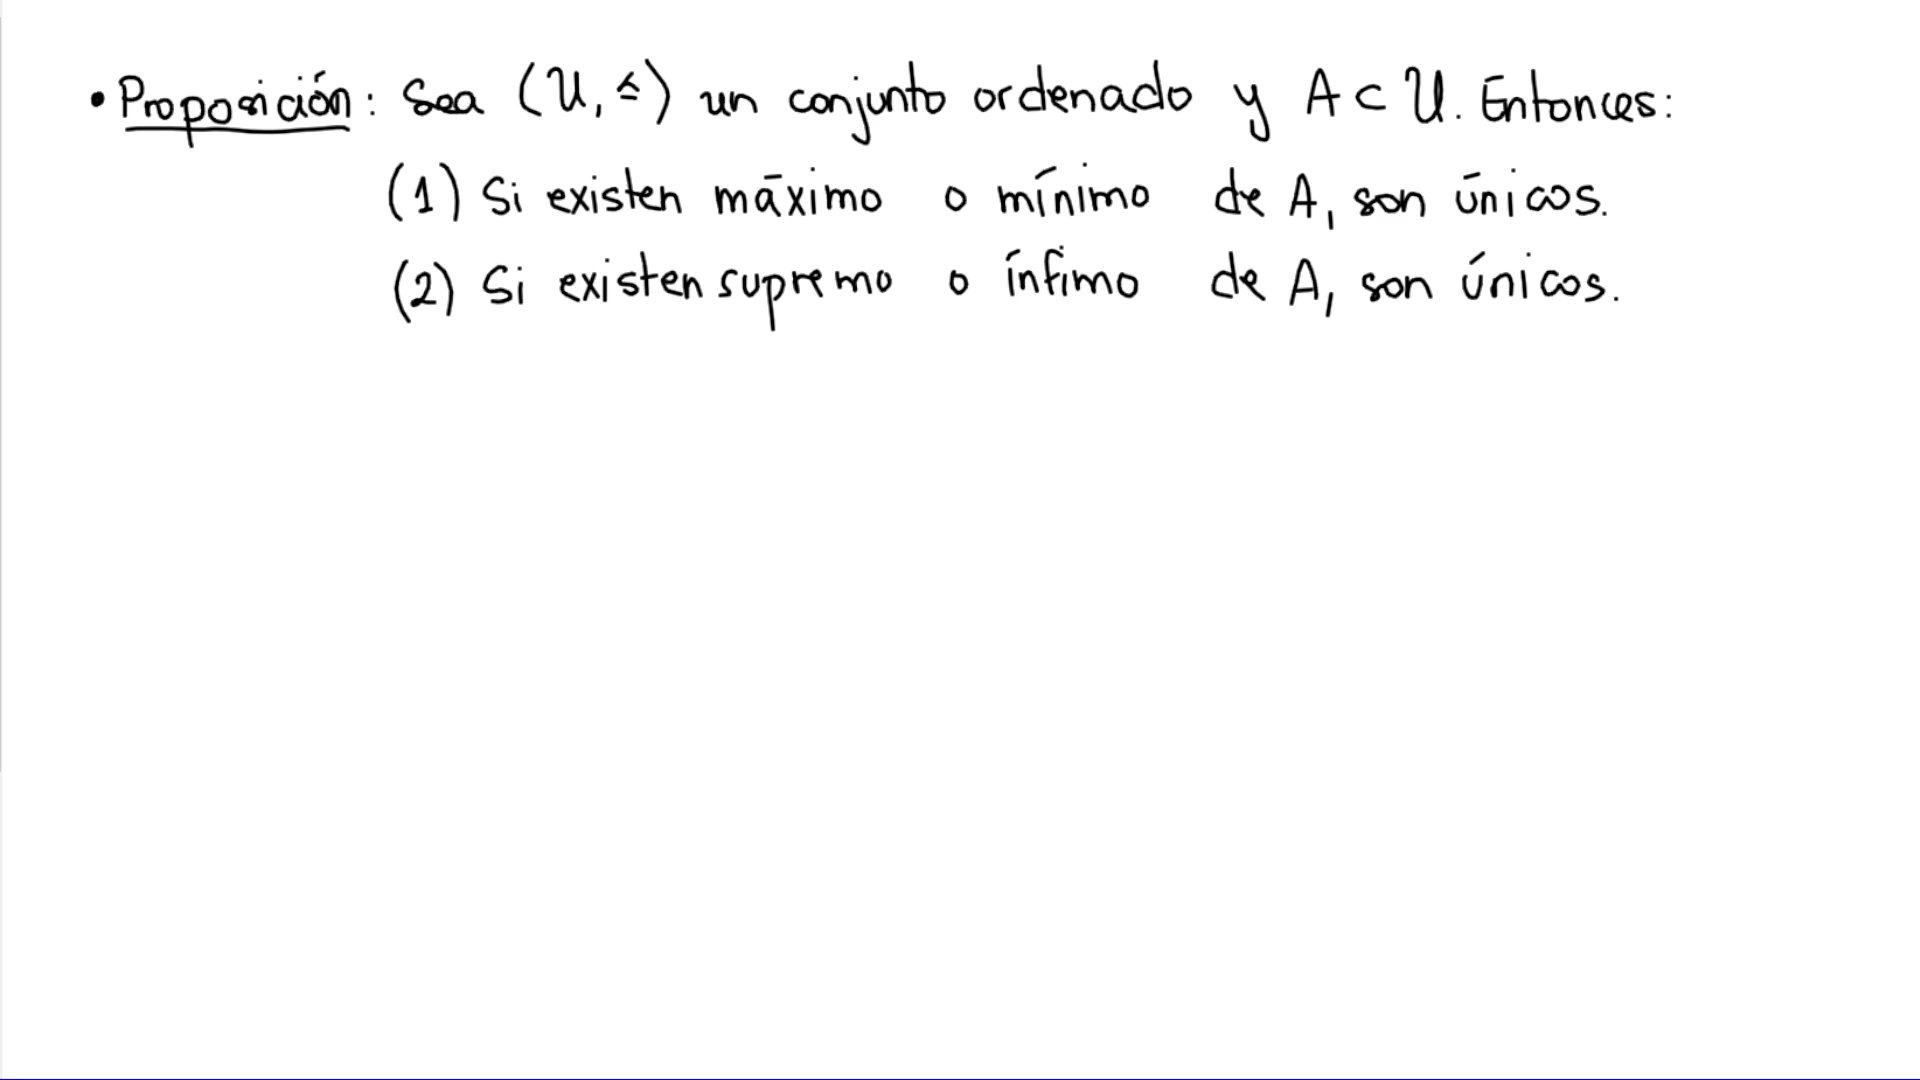 • Proposición: Sea (U, ≤) un conjunto ordenado y A ⊂ U. Entonces:
(1) Si existen máximo o mínimo de A, son únicos.
(2) Si existen supremo o ínfimo de A, son únicos.